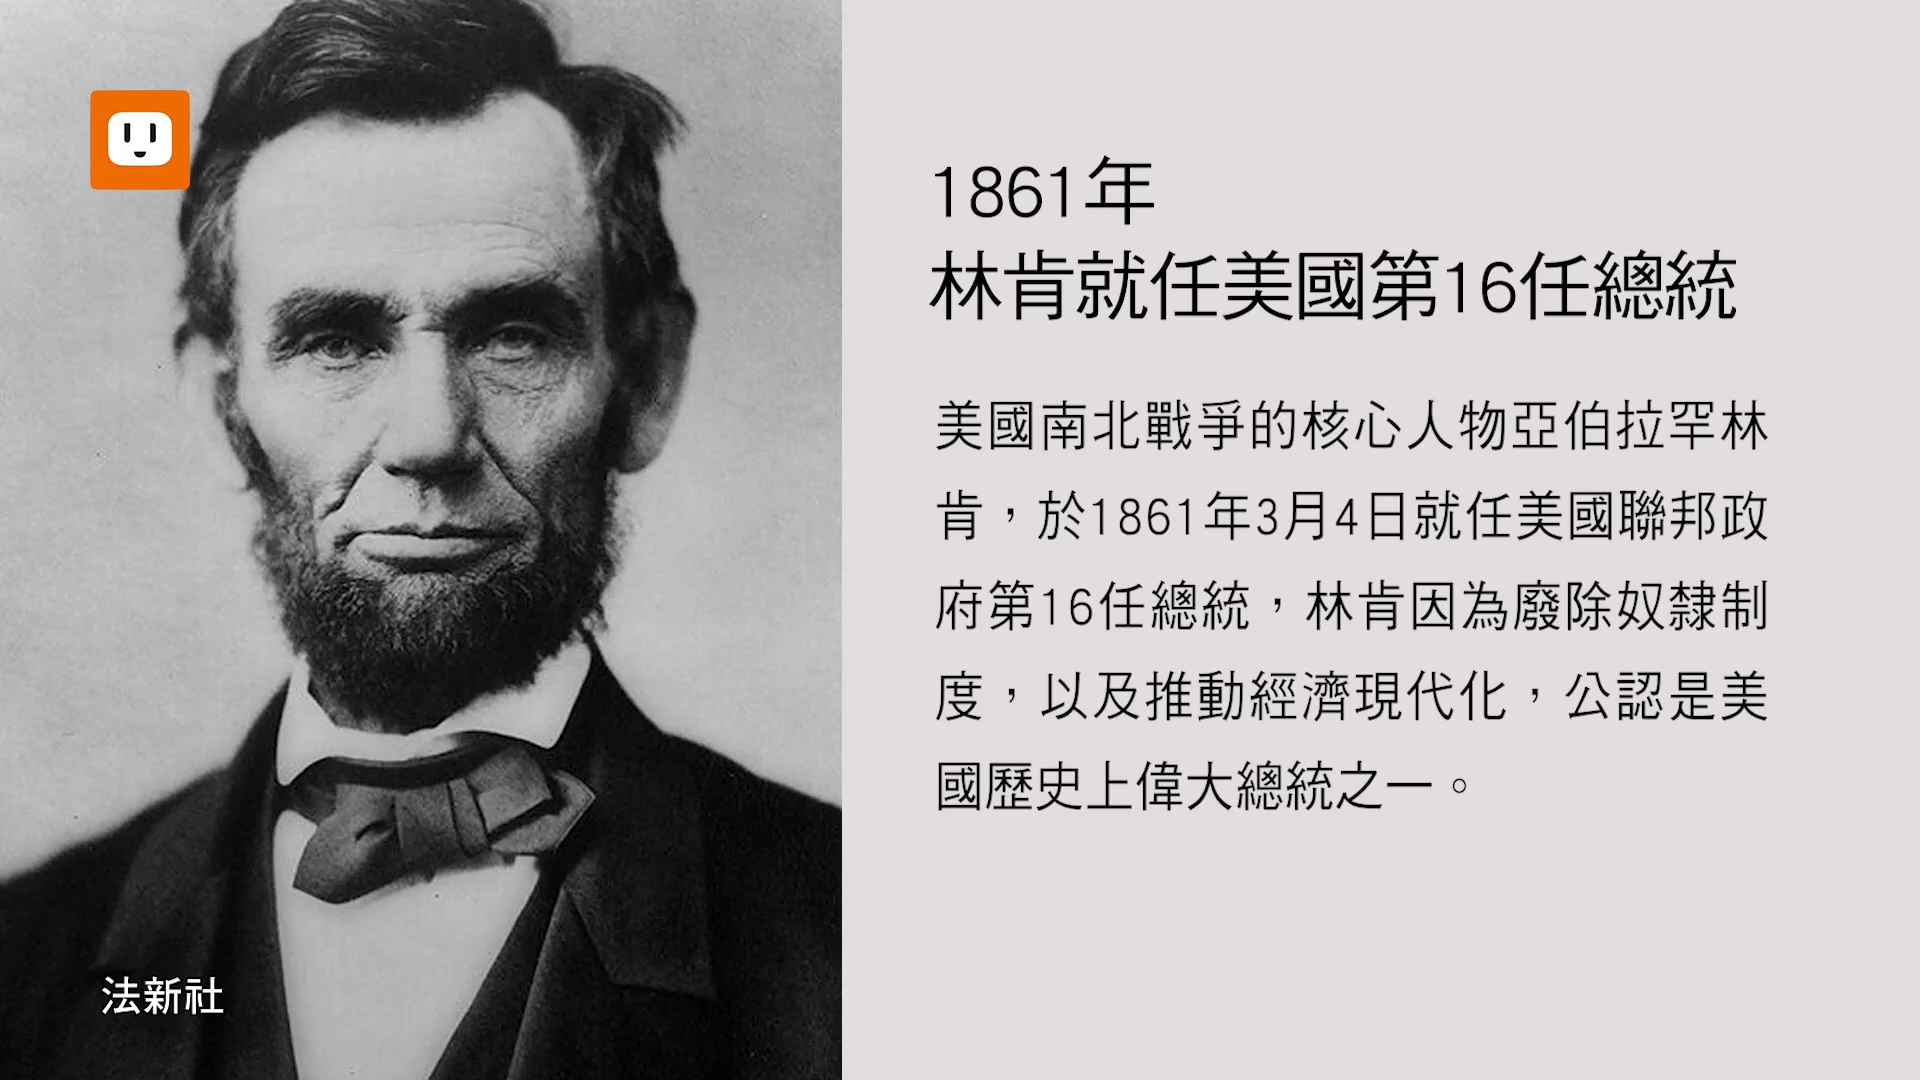 1861年
林肯就任美國第16任總統
美國南北戰爭的核心人物亞伯拉罕林
肯，於1861年3月4日就任美國聯邦政
府第16任總統，林肯因為廢除奴隸制
度，以及推動經濟現代化，公認是美
國歷史上偉大總統之一。
法新社